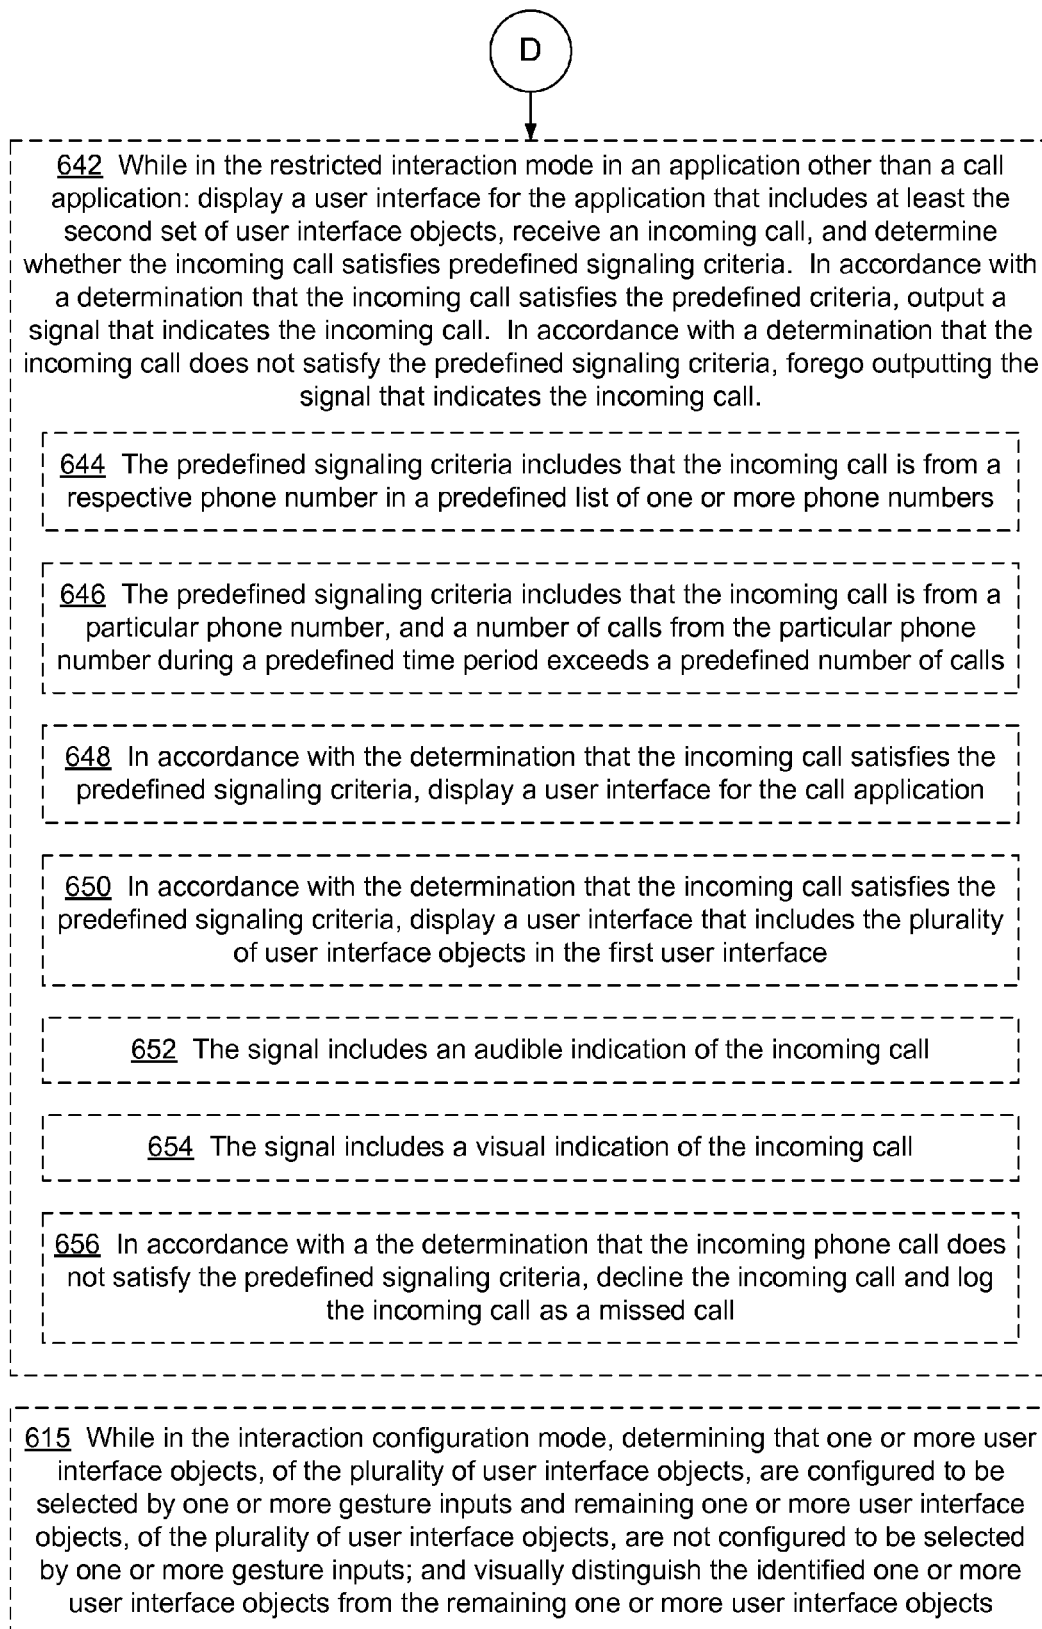 D
642 While in the restricted interaction mode in an application other than a call
application: display a user interface for the application that includes at least the
second set of user interface objects, receive an incoming call, and determine
whether the incoming call satisfies predefined signaling criteria. In accordance with
a determination that the incoming call satisfies the predefined criteria, output a
signal that indicates the incoming call. In accordance with a determination that the
incoming call does not satisfy the predefined signaling criteria, forego outputting the
signal that indicates the incoming call.
644 The predefined signaling criteria includes that the incoming call is from a
respective phone number in a predefined list of one or more phone numbers
646 The predefined signaling criteria includes that the incoming call is from a
particular phone number, and a number of calls from the particular phone
number during a predefined time period exceeds a predefined number of calls
648 In accordance with the determination that the incoming call satisfies the
predefined signaling criteria, display a user interface for the call application
650 In accordance with the determination that the incoming call satisfies the
predefined signaling criteria, display a user interface that includes the plurality
of user interface objects in the first user interface
652 The signal includes an audible indication of the incoming call
654 The signal includes a visual indication of the incoming call
656 In accordance with a the determination that the incoming phone call does
not satisfy the predefined signaling criteria, decline the incoming call and log
the incoming call as a missed call
615 While in the interaction configuration mode, determining that one or more user
interface objects, of the plurality of user interface objects, are configured to be
selected by one or more gesture inputs and remaining one or more user interface
objects, of the plurality of user interface objects, are not configured to be selected
by one or more gesture inputs; and visually distinguish the identified one or more
user interface objects from the remaining one or more user interface objects